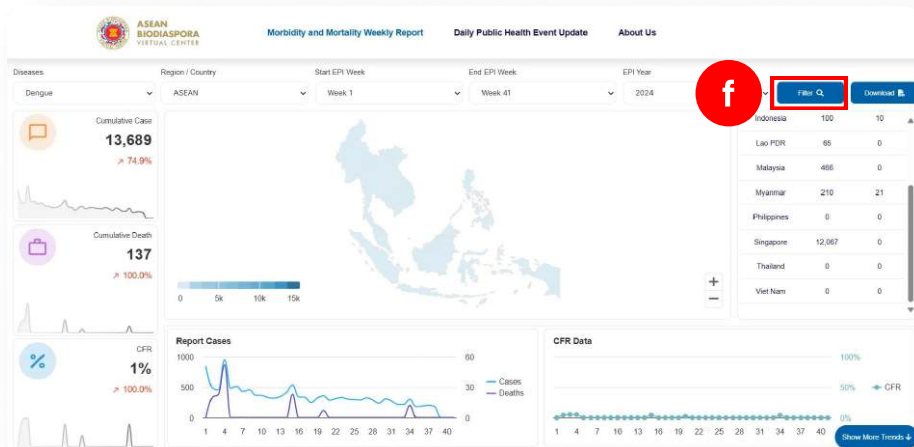 ASEAN
BIODIASPORA
VIRTUAL CENTER
Morbidity and Mortality Weekly Report
Daily Public Health Event Update
About Us
Diseases
Region / Country
Start EPI Week
End EPI Week
EPI Year
Dengue
ASEAN
Week 1
Week 41
2024
f
Filter
Download
Cumulative Case
13,689
74.9%
Indonesia 100 10
Lao PDR 65 0
Malaysia 466 0
Myanmar 210 21
Philippines 0 0
Singapore 12,067 0
Thailand 0 0
Viet Nam 0 0
Cumulative Death
137
100.0%
0 5k 10k 15k
+
−
CFR
1%
100.0%
%
Report Cases
1000
500
0
60
30
0
Cases
Deaths
1 4 7 10 13 16 19 22 25 28 31 34 37 40
CFR Data
100%
50%
0%
CFR
1 4 7 10 13 16 19 22 25 28 31 34 37 40
Show More Trends